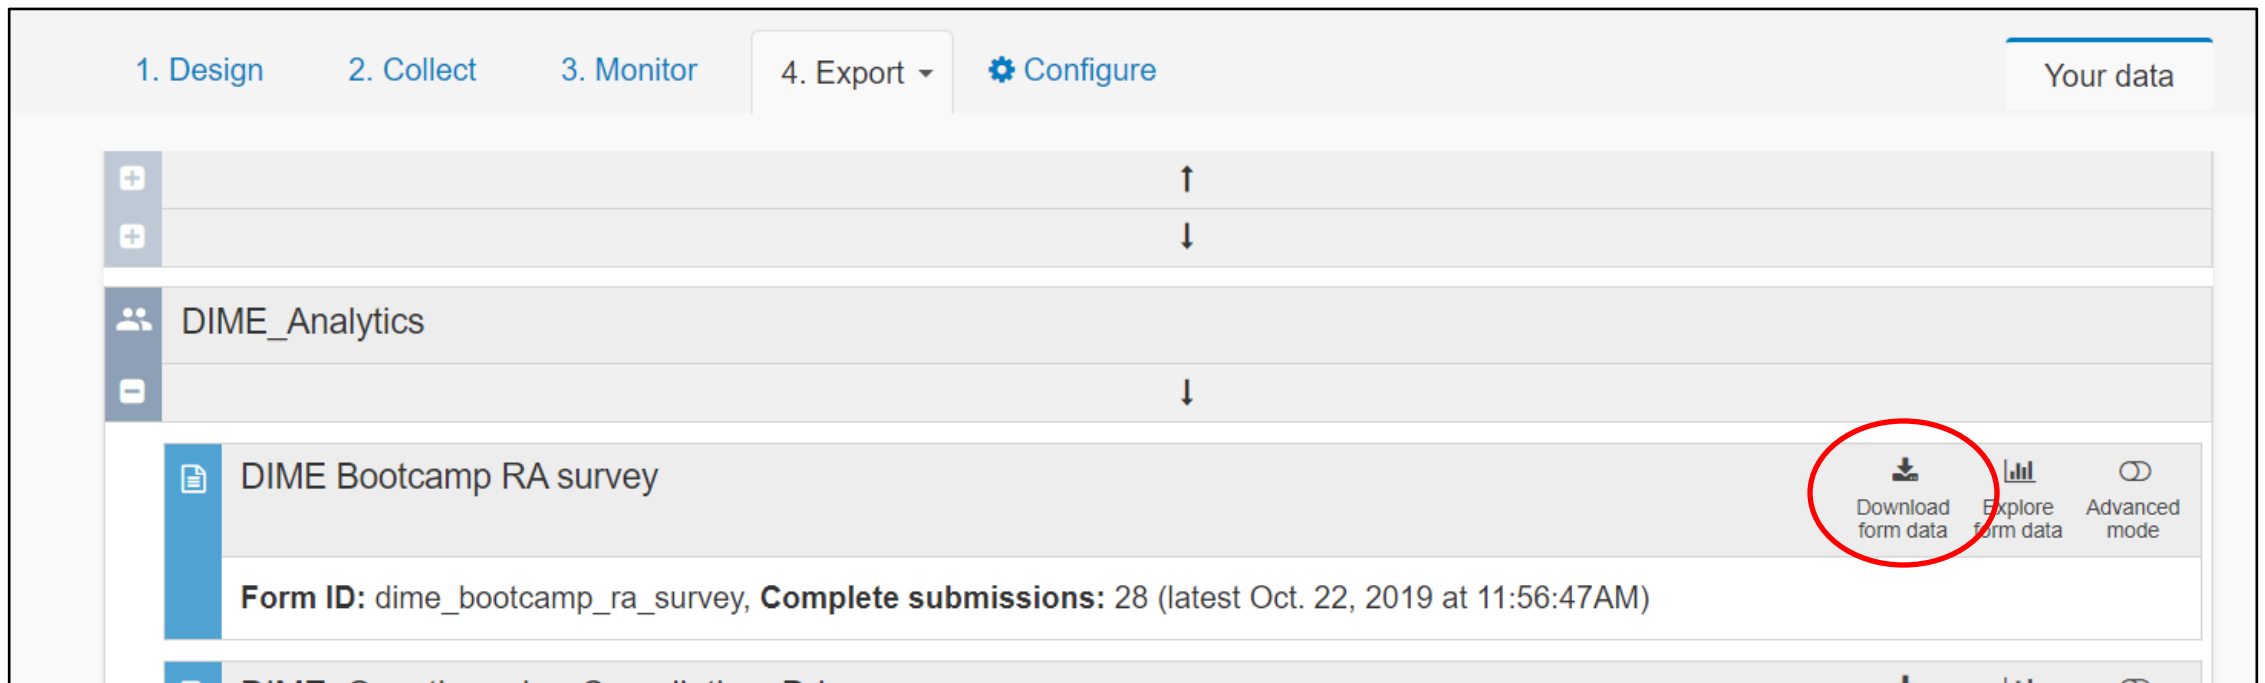 1. Design 2. Collect 3. Monitor 4. Export Configure Your data
DIME_Analytics
DIME Bootcamp RA survey
Download form data
Explore form data
Advanced mode
Form ID: dime_bootcamp_ra_survey, Complete submissions: 28 (latest Oct. 22, 2019 at 11:56:47AM)